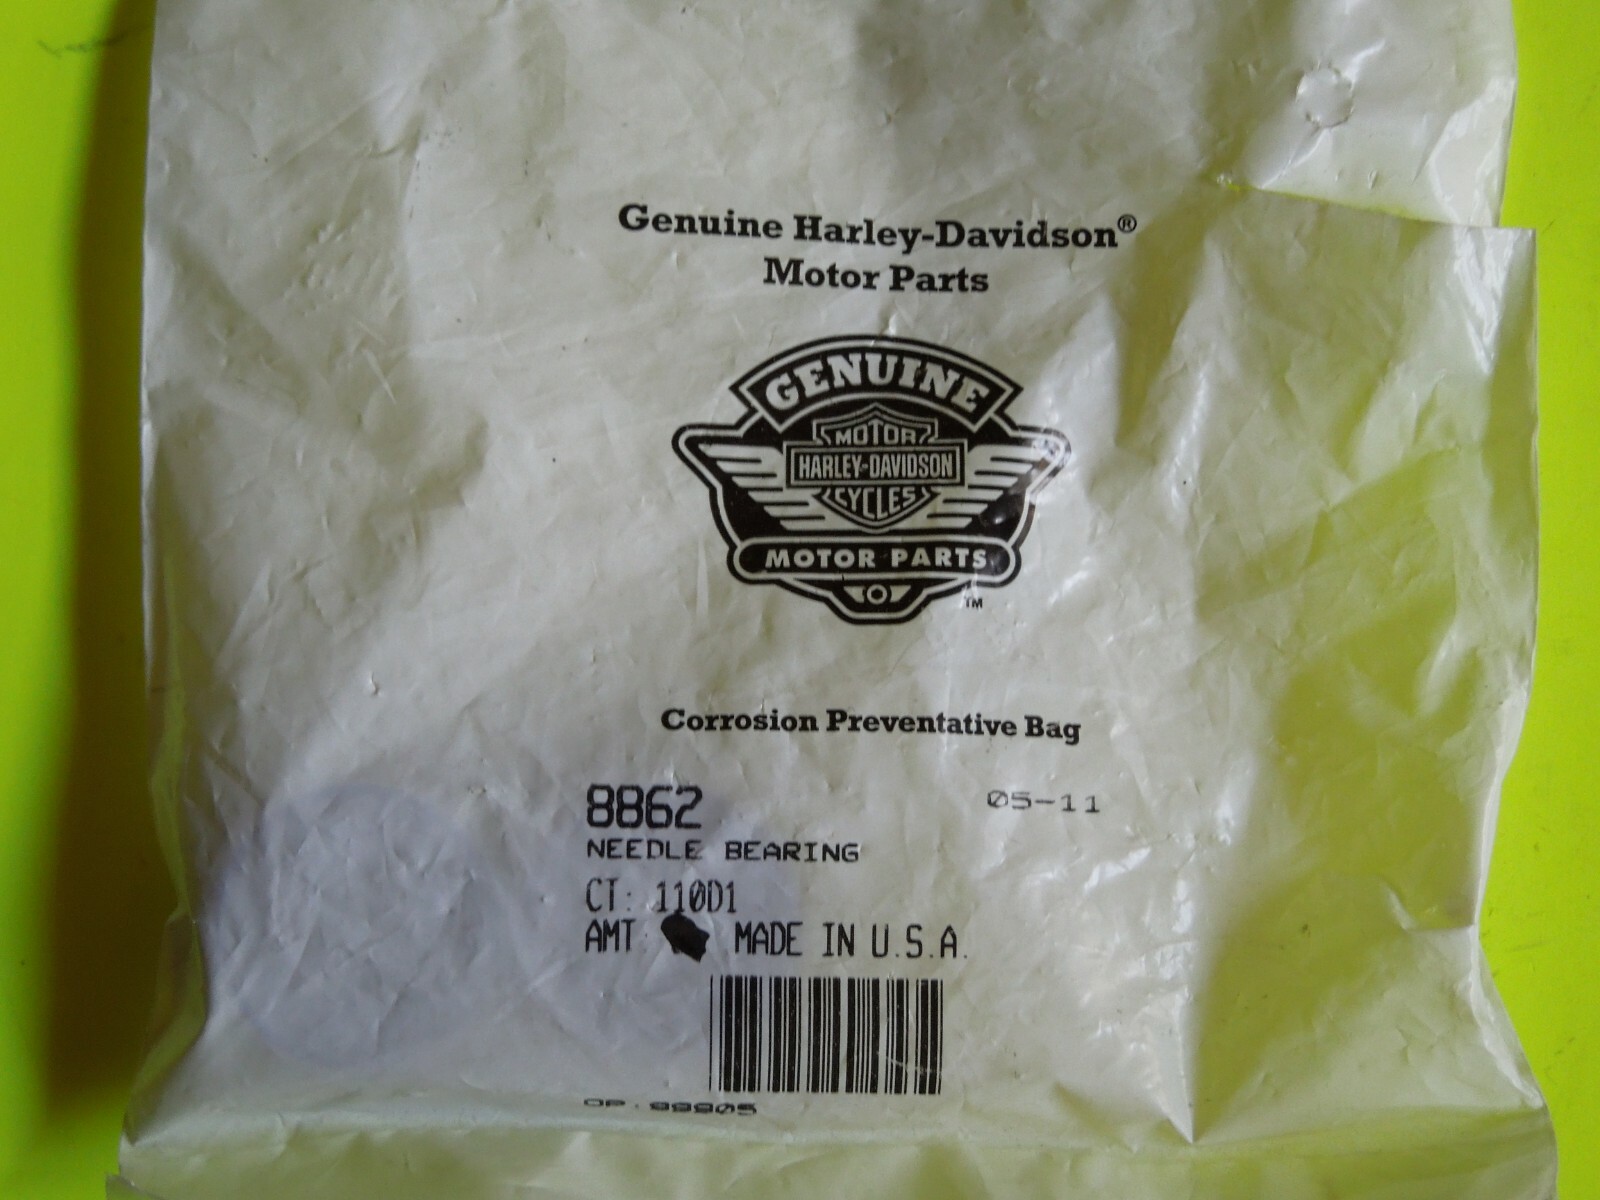 Genuine Harley-Davidson®
Motor Parts
GENUINE
MOTOR
HARLEY-DAVIDSON
CYCLES
MOTOR PARTS
TM
Corrosion Preventative Bag
8862 05-11
NEEDLE BEARING
CT: 110D1
AMT: MADE IN U.S.A.
OP: